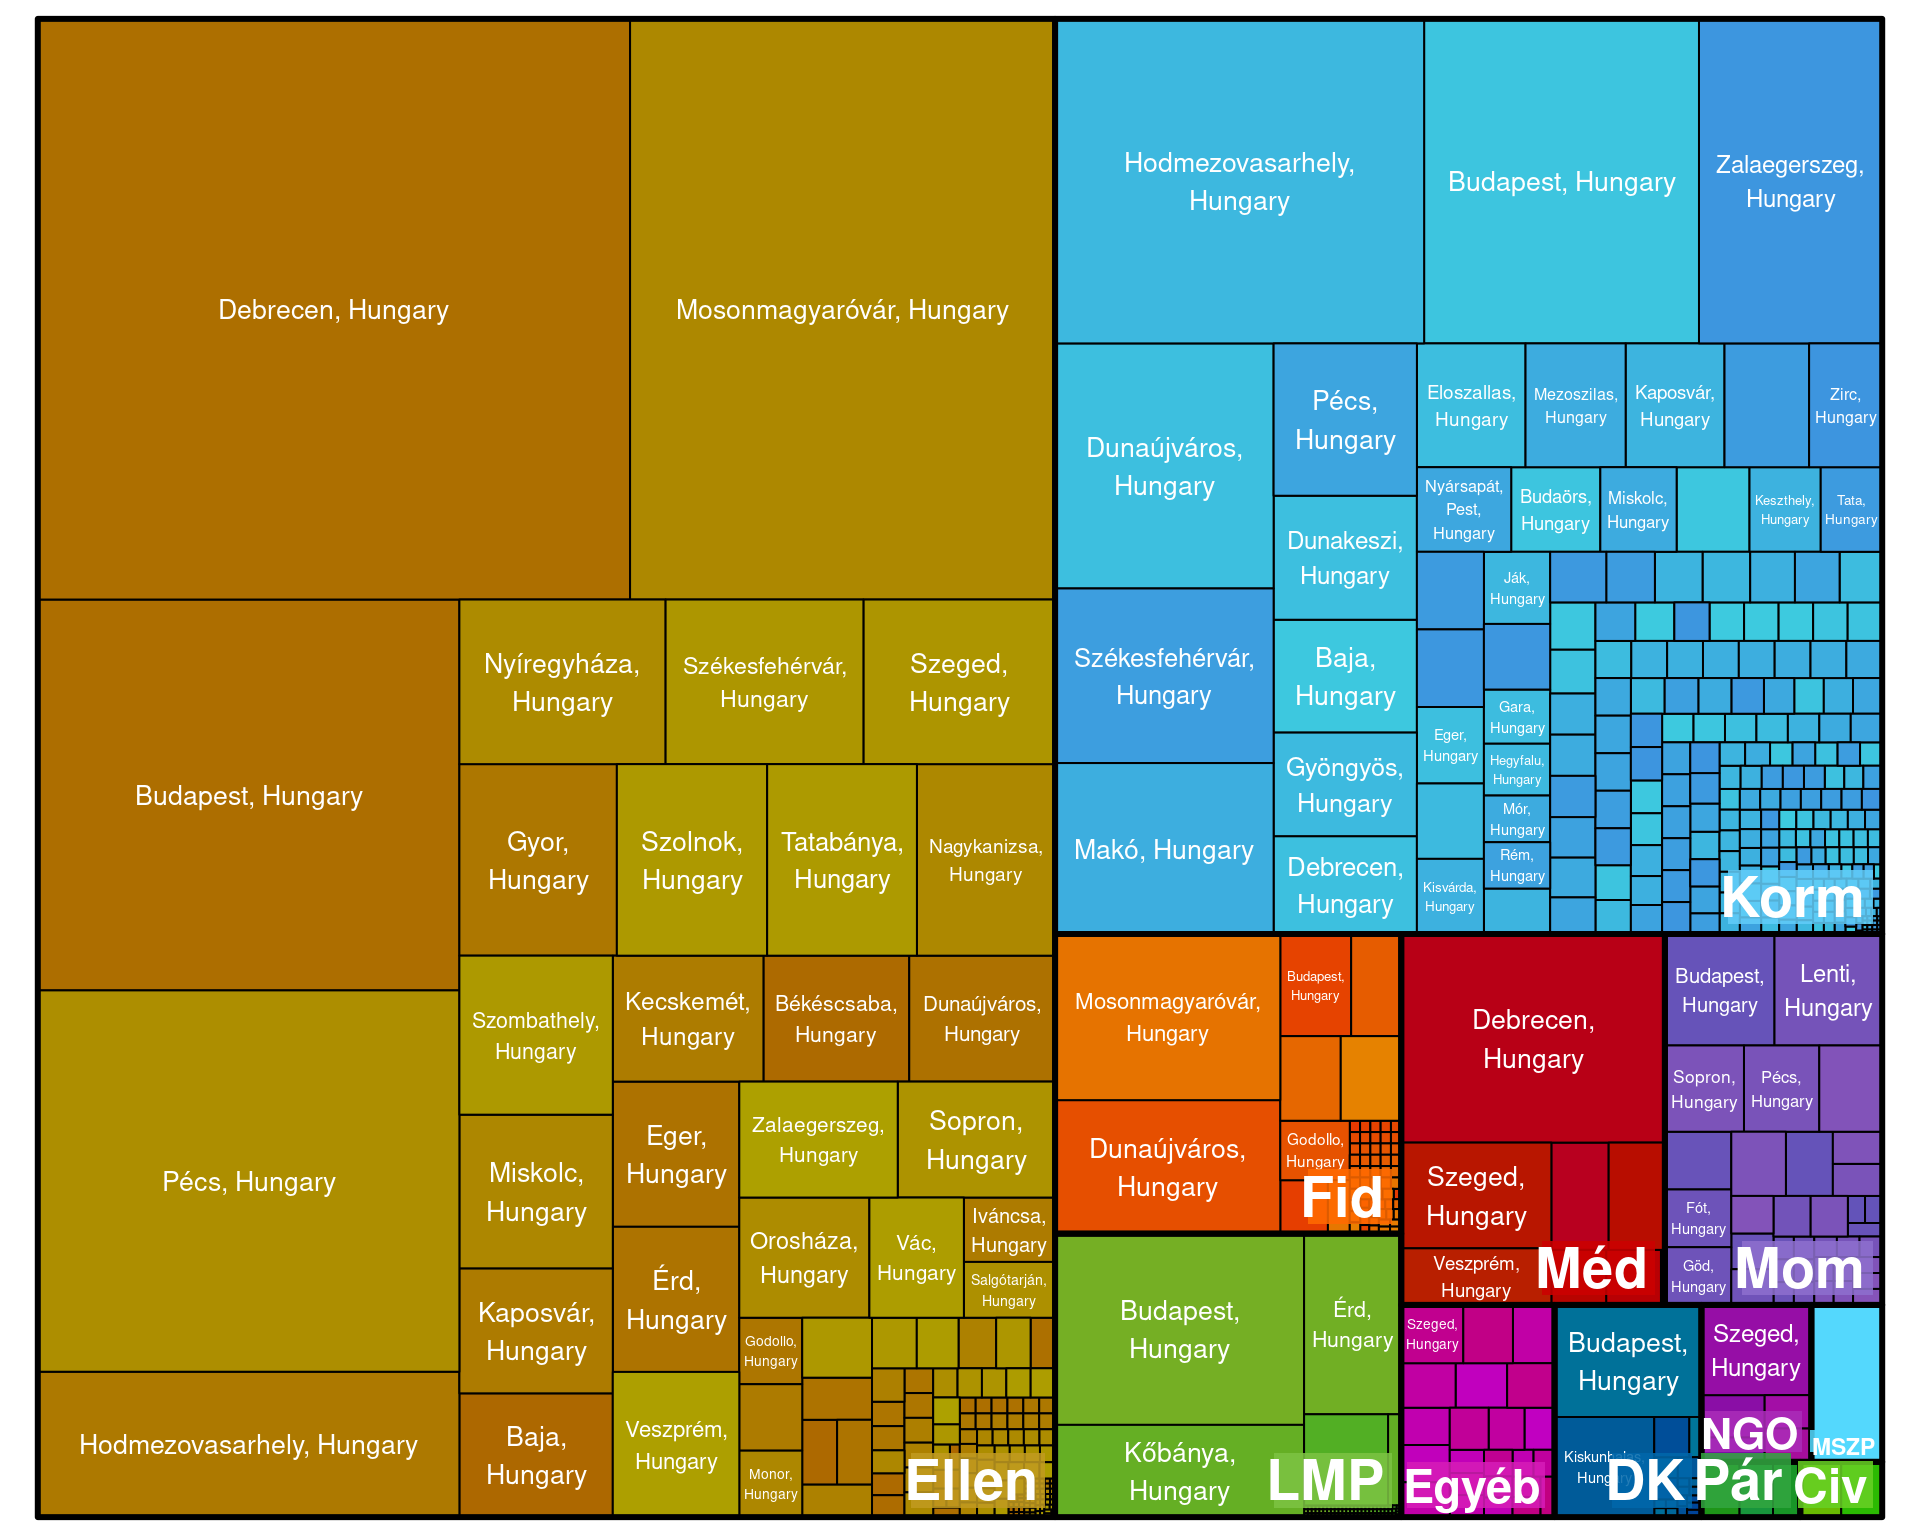 Debrecen, Hungary
Mosonmagyaróvár, Hungary
Budapest, Hungary
Nyíregyháza,
Hungary
Székesfehérvár,
Hungary
Szeged,
Hungary
Gyor,
Hungary
Szolnok,
Hungary
Tatabánya,
Hungary
Nagykanizsa,
Hungary
Pécs, Hungary
Szombathely,
Hungary
Kecskemét,
Hungary
Békéscsaba,
Hungary
Dunaújváros,
Hungary
Miskolc,
Hungary
Eger,
Hungary
Zalaegerszeg,
Hungary
Sopron,
Hungary
Orosháza,
Hungary
Vác,
Hungary
Iváncsa,
Hungary
Salgótarján,
Hungary
Kaposvár,
Hungary
Érd,
Hungary
Godollo,
Hungary
Hodmezovasarhely, Hungary
Baja,
Hungary
Veszprém,
Hungary
Monor,
Hungary
Ellen
Hodmezovasarhely,
Hungary
Budapest, Hungary
Zalaegerszeg,
Hungary
Dunaújváros,
Hungary
Pécs,
Hungary
Eloszallas,
Hungary
Mezoszilas,
Hungary
Kaposvár,
Hungary
Zirc,
Hungary
Nyársapát,
Pest,
Hungary
Budaörs,
Hungary
Miskolc,
Hungary
Keszthely,
Hungary
Tata,
Hungary
Dunakeszi,
Hungary
Ják,
Hungary
Székesfehérvár,
Hungary
Baja,
Hungary
Gara,
Hungary
Eger,
Hungary
Hegyfalu,
Hungary
Gyöngyös,
Hungary
Mór,
Hungary
Makó, Hungary
Debrecen,
Hungary
Rém,
Hungary
Kisvárda,
Hungary
Korm
Mosonmagyaróvár,
Hungary
Budapest,
Hungary
Dunaújváros,
Hungary
Godollo,
Hungary
Fid
Debrecen,
Hungary
Szeged,
Hungary
Veszprém,
Hungary
Méd
Budapest,
Hungary
Lenti,
Hungary
Sopron,
Hungary
Pécs,
Hungary
Fót,
Hungary
Göd,
Hungary
Mom
Budapest,
Hungary
Érd,
Hungary
Kőbánya,
Hungary
LMP
Szeged,
Hungary
Egyéb
Budapest,
Hungary
Kiskunhalas,
Hungary
DK
Szeged,
Hungary
NGO
MSZP
Pár
Civ